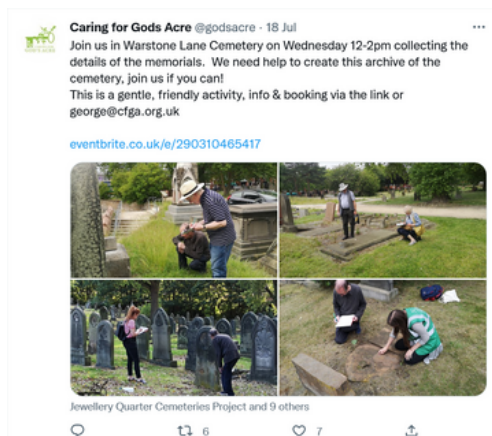 Caring for Gods Acre @godsacre · 18 Jul
Join us in Warstone Lane Cemetery on Wednesday 12-2pm collecting the
details of the memorials. We need help to create this archive of the
cemetery, join us if you can!
This is a gentle, friendly activity, info & booking via the link or
george@cfga.org.uk
eventbrite.co.uk/e/290310465417
Jewellery Quarter Cemeteries Project and 9 others
6
7